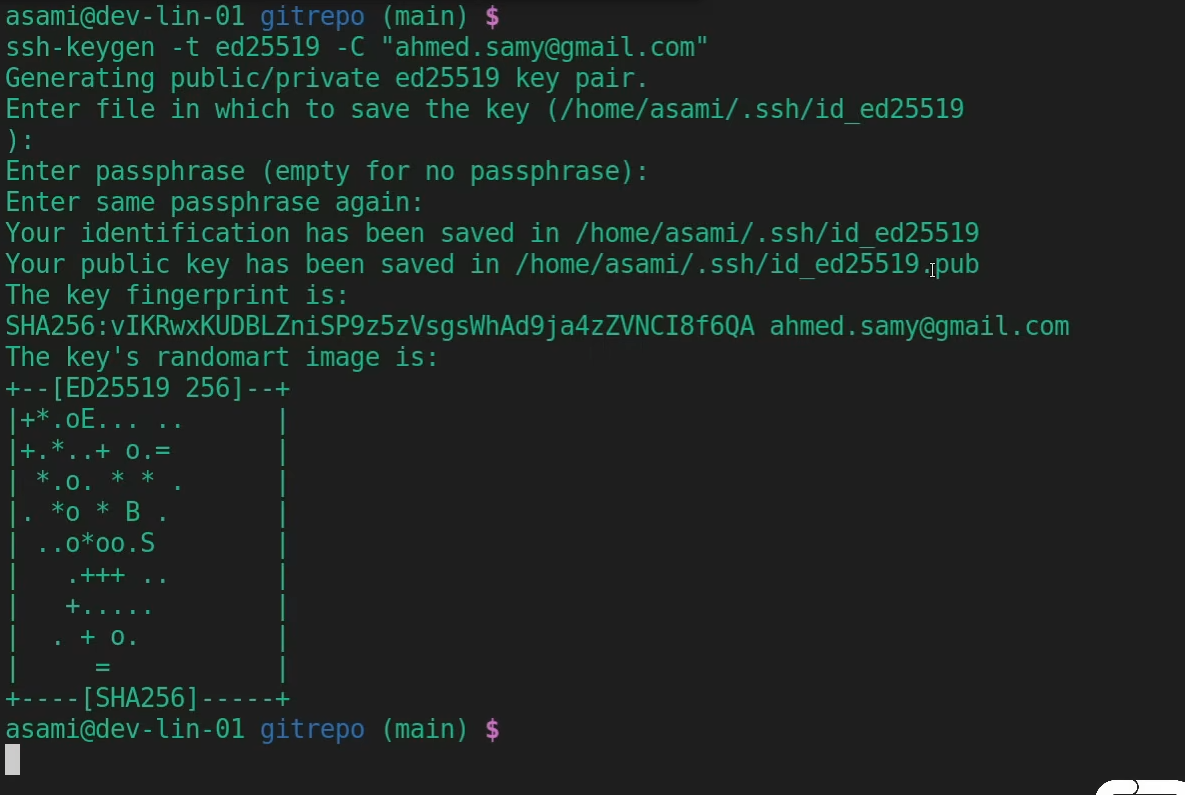 asami@dev-lin-01 gitrepo (main) $
ssh-keygen -t ed25519 -C "ahmed.samy@gmail.com"
Generating public/private ed25519 key pair.
Enter file in which to save the key (/home/asami/.ssh/id_ed25519
):
Enter passphrase (empty for no passphrase):
Enter same passphrase again:
Your identification has been saved in /home/asami/.ssh/id_ed25519
Your public key has been saved in /home/asami/.ssh/id_ed25519.pub
The key fingerprint is:
SHA256:vIKRwxKUDBLZniSP9z5zVsgsWhAd9ja4zZVNCI8f6QA ahmed.samy@gmail.com
The key's randomart image is:
+--[ED25519 256]--+
|+*.oE... ..      |
|+.*..+ o.=       |
| *.o. * * .      |
|. *o * B .       |
| ..o*oo.S        |
|   .+++ ..       |
|   +.....        |
|  . + o.         |
|     =           |
+----[SHA256]-----+
asami@dev-lin-01 gitrepo (main) $